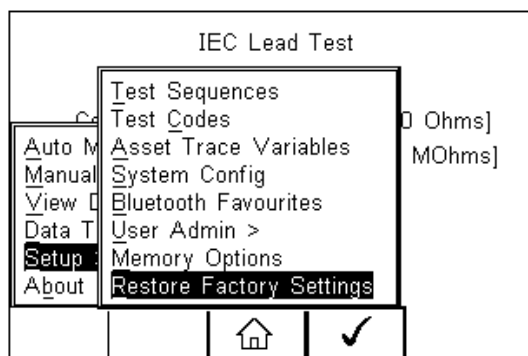 IEC Lead Test
Test Sequences
Test Codes
Asset Trace Variables
System Config
Bluetooth Favourites
User Admin >
Memory Options
Restore Factory Settings
Ohms]
MOhms]
Auto
Manual
View
Data
Setup
About